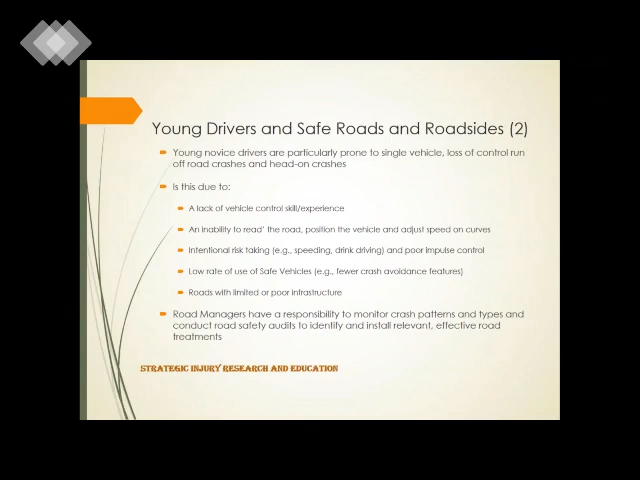 Young Drivers and Safe Roads and Roadsides (2)
Young novice drivers are particularly prone to single vehicle, loss of control run
off road crashes and head-on crashes
Is this due to:
A lack of vehicle control skill/experience
An inability to read' the road, position the vehicle and adjust speed on curves
Intentional risk taking (e.g., speeding, drink driving) and poor impulse control
Low rate of use of Safe Vehicles (e.g., fewer crash avoidance features)
Roads with limited or poor infrastructure
Road Managers have a responsibility to monitor crash patterns and types and
conduct road safety audits to identify and install relevant, effective road
treatments
STRATEGIC INJURY RESEARCH AND EDUCATION